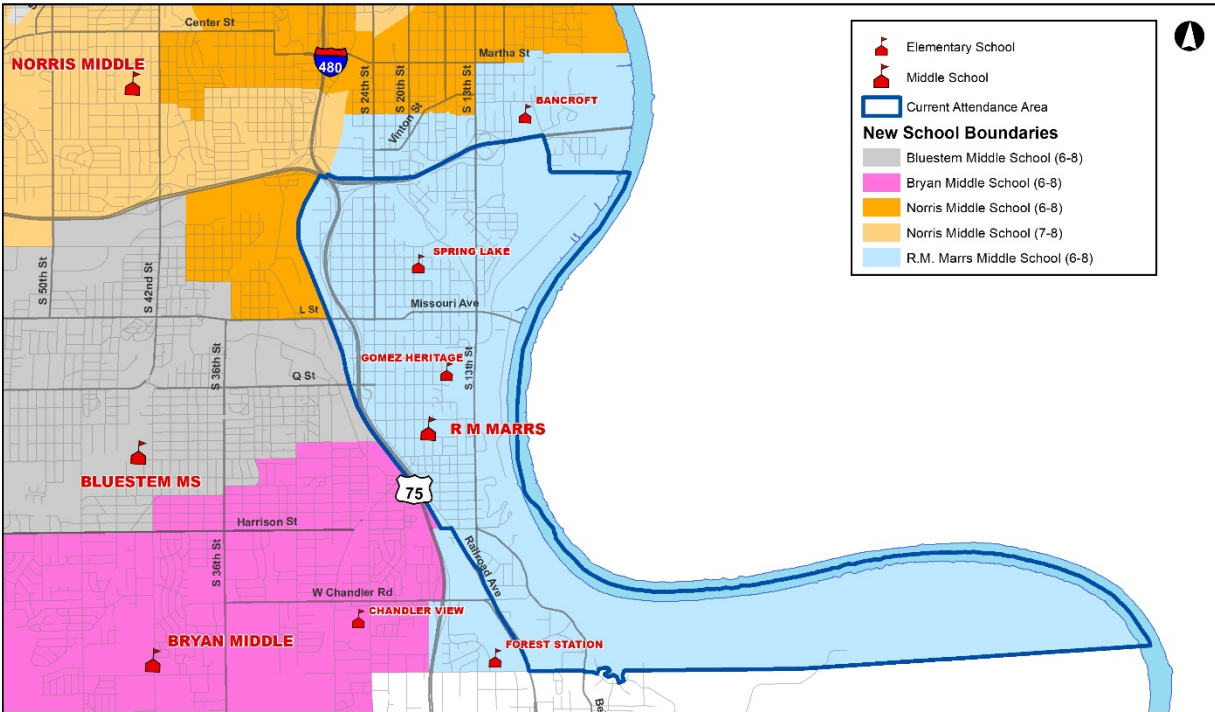 Center St
Martha St
NORRIS MIDDLE
480
S 24th St
S 20th St
S 13th St
BANCROFT
Vinton St
SPRING LAKE
S 50th St
S 42nd St
L St
Missouri Ave
S 36th St
GOMEZ HERITAGE
Q St
S 13th St
R M MARRS
BLUESTEM MS
75
Harrison St
S 36th St
Railroad Ave
W Chandler Rd
CHANDLER VIEW
BRYAN MIDDLE
FOREST STATION
Elementary School
Middle School
Current Attendance Area
New School Boundaries
Bluestem Middle School (6-8)
Bryan Middle School (6-8)
Norris Middle School (6-8)
Norris Middle School (7-8)
R.M. Marrs Middle School (6-8)